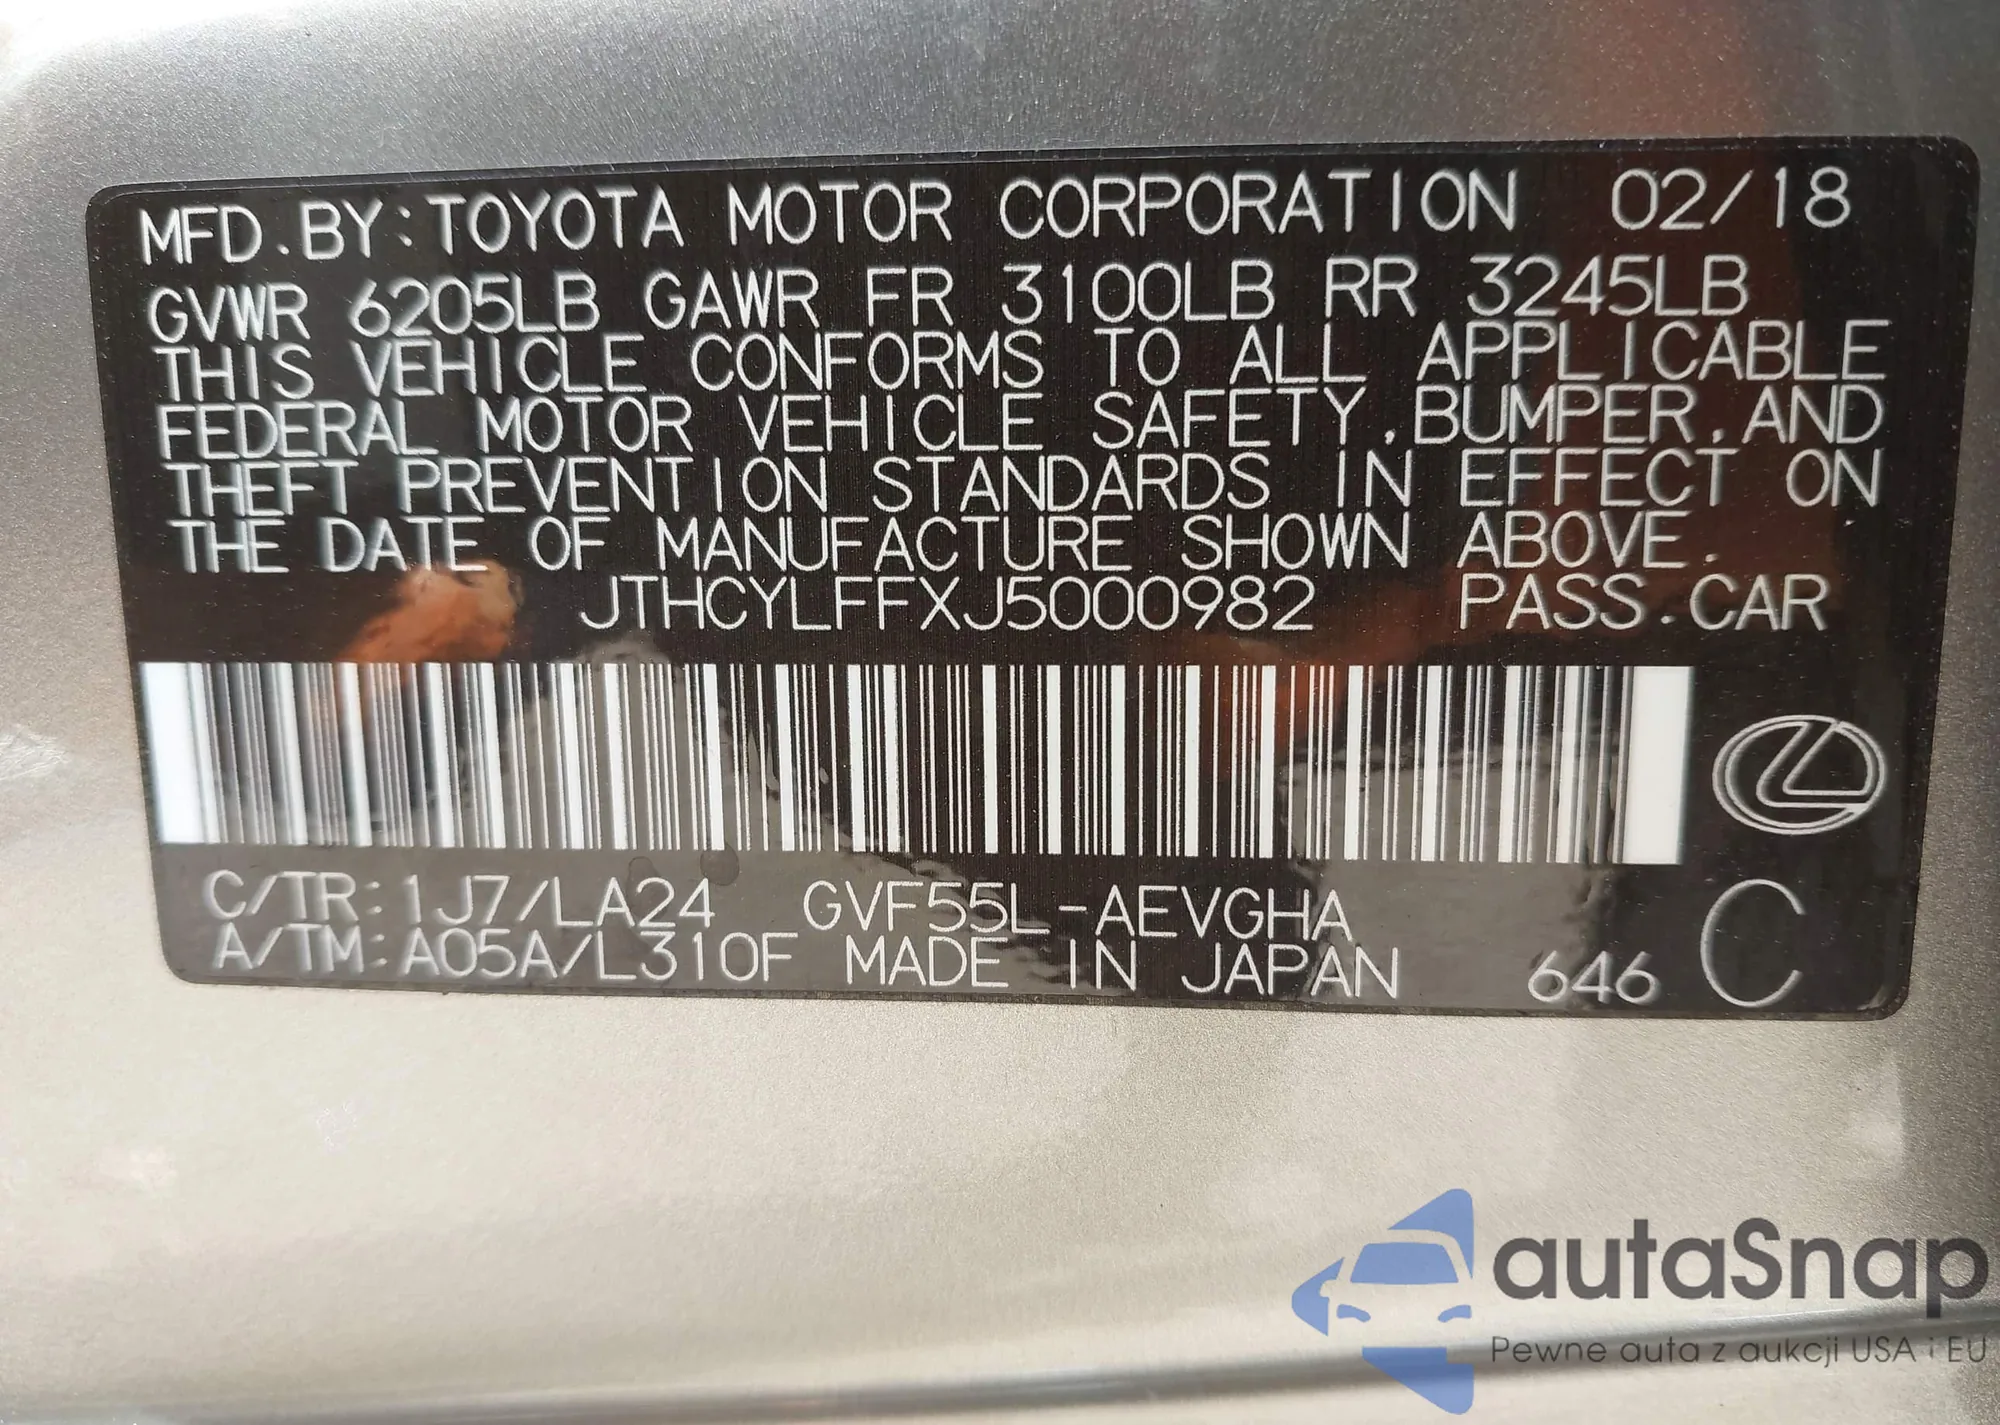 MFD.BY:TOYOTA MOTOR CORPORATION 02/18
GVWR 6205LB GAWR FR 3100LB RR 3245LB
THIS VEHICLE CONFORMS TO ALL APPLICABLE
FEDERAL MOTOR VEHICLE SAFETY,BUMPER,AND
THEFT PREVENTION STANDARDS IN EFFECT ON
THE DATE OF MANUFACTURE SHOWN ABOVE.
JTHCYLFFXJ5000982 PASS.CAR
C/TR:1J7/LA24 GVF55L-AEVGHA
A/TM:A05A/L310F MADE IN JAPAN 646 C
autaSnap
Pewne auta z aukcji USA i EU